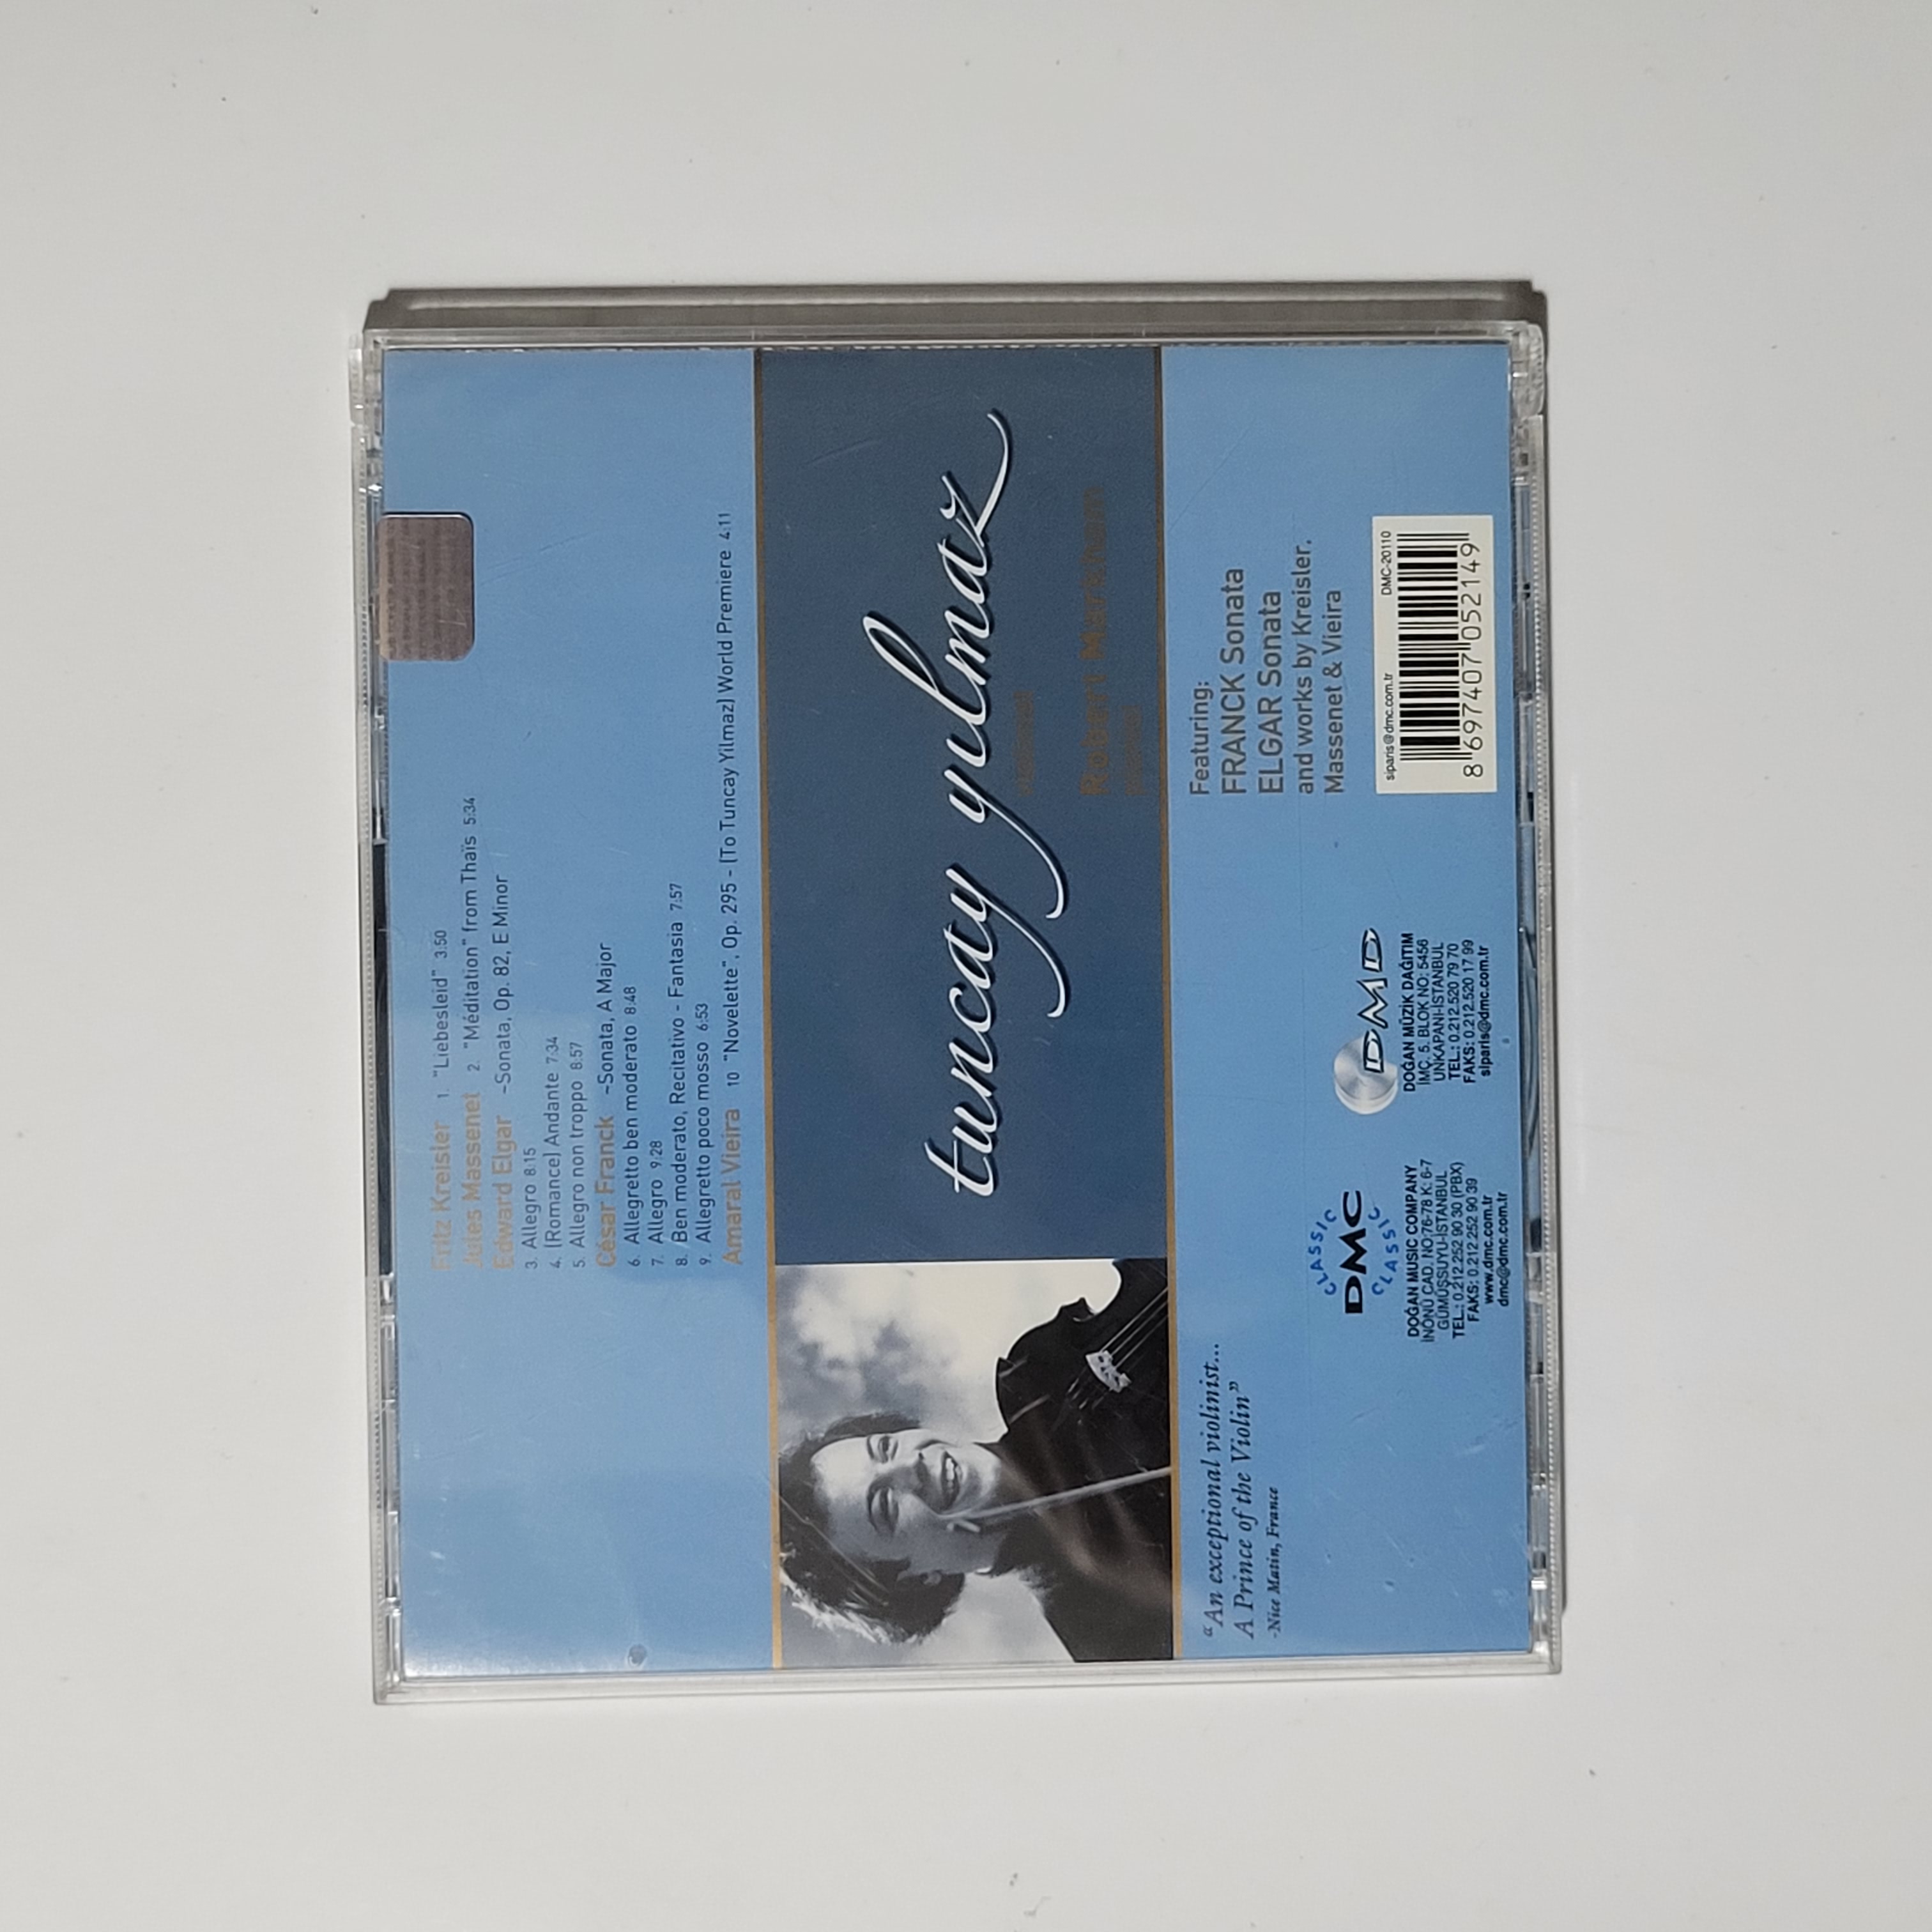 Fritz Kreisler 1. "Liebesleid" 3:50
Jules Massenet 2. "Méditation" from Thaïs 5:34
Edward Elgar -Sonata, Op. 82, E Minor
3. Allegro 8:15
4. (Romance) Andante 7:34
5. Allegro non troppo 8:57
César Franck -Sonata, A Major
6. Allegretto ben moderato 8:48
7. Allegro 9:28
8. Ben moderato, Recitativo - Fantasia 7:57
9. Allegretto poco mosso 6:53
Amaral Vieira 10 "Novelette", Op. 295 - (To Tuncay Yilmaz) World Premiere 4:11
tuncay yılmaz
Robert Markham
"An exceptional violinist...
A Prince of the Violin"
-Nice Matin, France
Featuring:
FRANCK Sonata
ELGAR Sonata
and works by Kreisler.
Massenet & Vieira
CLASSIC
DMC
CLASSIC
DOĞAN MUSIC COMPANY
İNÖNÜ CAD. NO:76-78 K: 6-7
GÜMÜŞSUYU-İSTANBUL
TEL.: 0.212.252 90 30 (PBX)
FAKS: 0.212 252 90 39
www.dmc.com.tr
dmc@dmc.com.tr
DMD
DOĞAN MÜZİK DAĞITIM
İMÇ. 5. BLOK NO: 5456
UNKAPANI-İSTANBUL
TEL.: 0.212.520 79 70
FAKS: 0.212.520 17 99
siparis@dmc.com.tr
siparis@dmc.com.tr DMC-20110
8 697407 052149